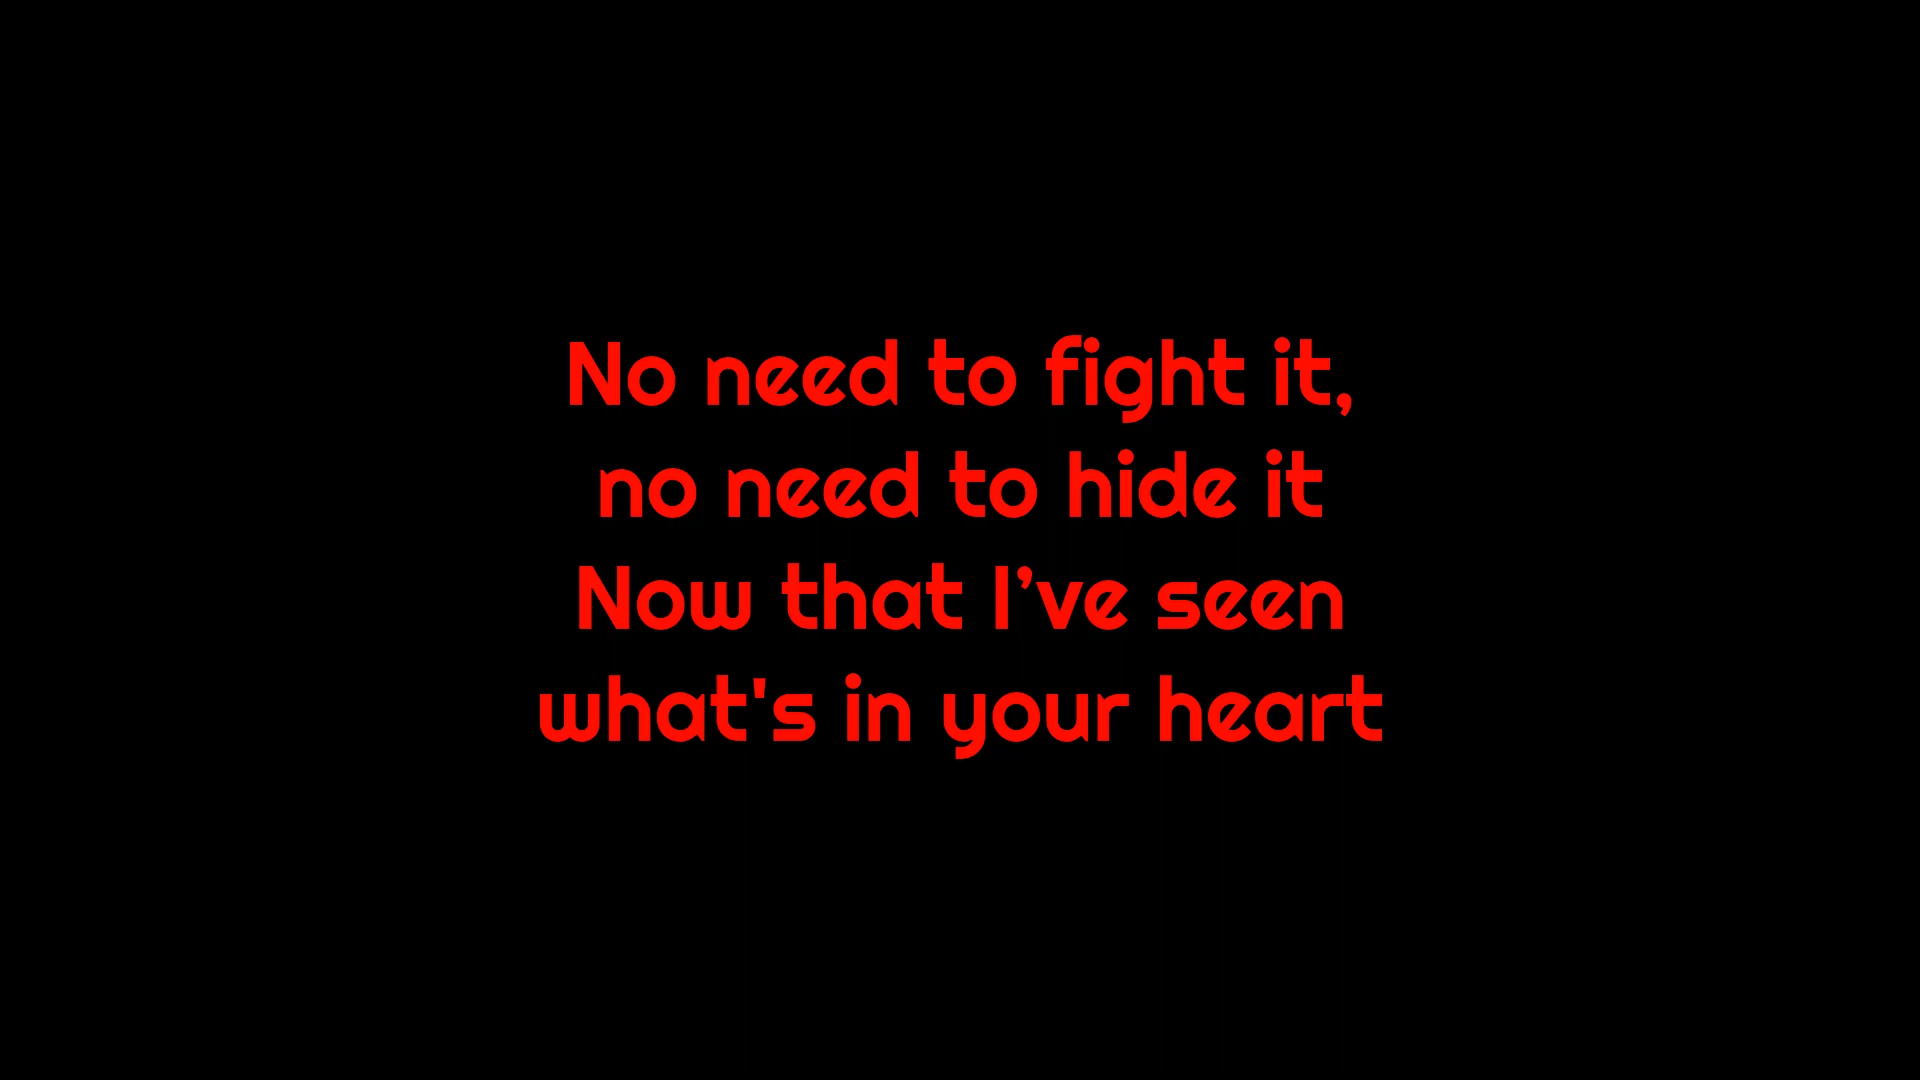 No need to fight it,
no need to hide it
Now that I’ve seen
what's in your heart